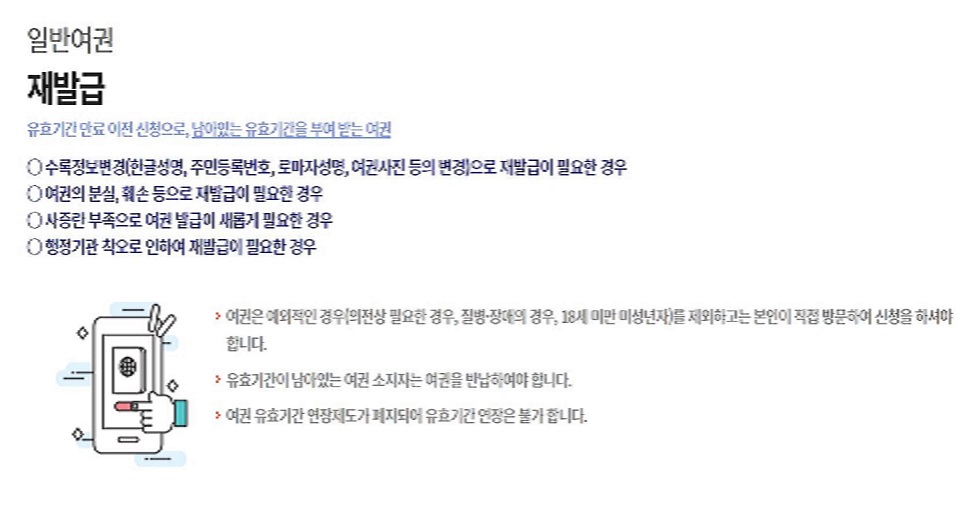 일반여권
재발급
유효기간 만료 이전 신청으로, 남아있는 유효기간을 부여 받는 여권
○ 수록정보변경(한글성명, 주민등록번호, 로마자성명, 여권사진 등의 변경)으로 재발급이 필요한 경우
○ 여권의 분실, 훼손 등으로 재발급이 필요한 경우
○ 사증란 부족으로 여권 발급이 새롭게 필요한 경우
○ 행정기관 착오로 인하여 재발급이 필요한 경우
› 여권은 예외적인 경우(의전상 필요한 경우, 질병·장애의 경우, 18세 미만 미성년자)를 제외하고는 본인이 직접 방문하여 신청을 하셔야
합니다.
› 유효기간이 남아있는 여권 소지자는 여권을 반납하여야 합니다.
› 여권 유효기간 연장제도가 폐지되어 유효기간 연장은 불가 합니다.